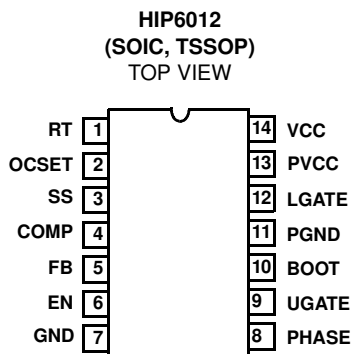 HIP6012
(SOIC, TSSOP)
TOP VIEW
RT 1 14 VCC
OCSET 2 13 PVCC
SS 3 12 LGATE
COMP 4 11 PGND
FB 5 10 BOOT
EN 6 9 UGATE
GND 7 8 PHASE